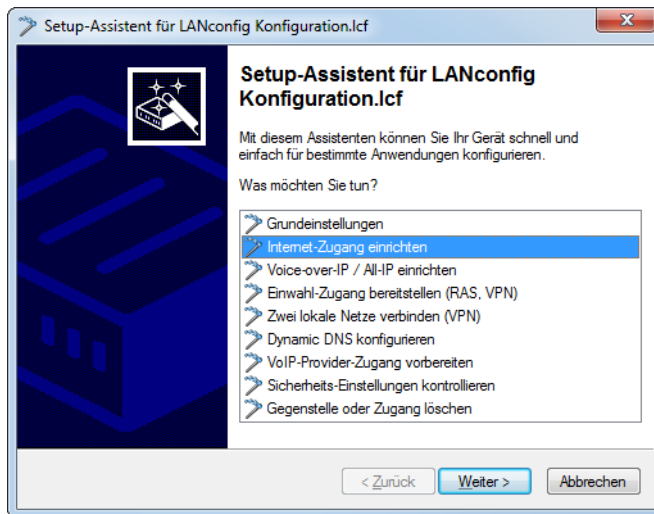 Setup-Assistent für LANconfig Konfiguration.lcf
Setup-Assistent für LANconfig
Konfiguration.lcf
Mit diesem Assistenten können Sie Ihr Gerät schnell und
einfach für bestimmte Anwendungen konfigurieren.
Was möchten Sie tun?
Grundeinstellungen
Internet-Zugang einrichten
Voice-over-IP / All-IP einrichten
Einwahl-Zugang bereitstellen (RAS, VPN)
Zwei lokale Netze verbinden (VPN)
Dynamic DNS konfigurieren
VoIP-Provider-Zugang vorbereiten
Sicherheits-Einstellungen kontrollieren
Gegenstelle oder Zugang löschen
< Zurück Weiter > Abbrechen